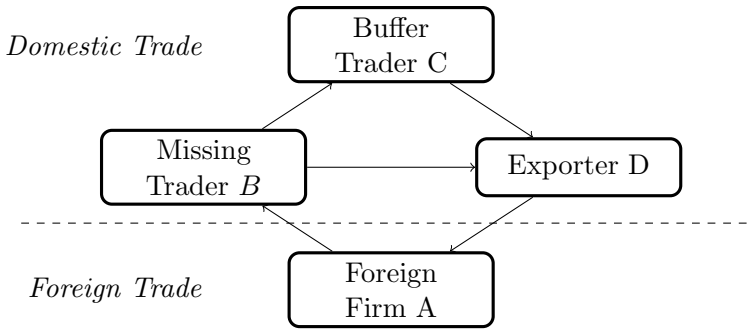 Domestic Trade
Buffer
Trader C
Missing
Trader B
Exporter D
Foreign Trade
Foreign
Firm A